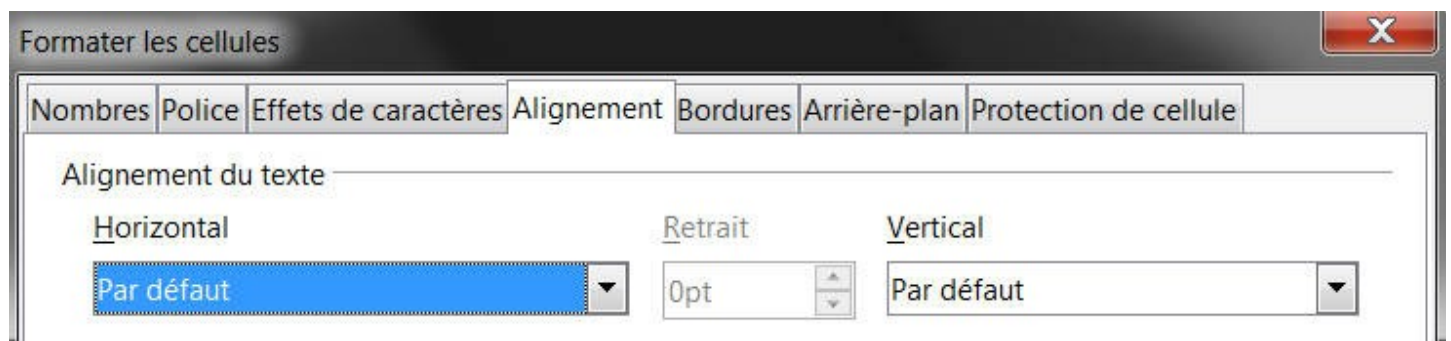 Formater les cellules
Nombres Police Effets de caractères Alignement Bordures Arrière-plan Protection de cellule
Alignement du texte
Horizontal Retrait Vertical
Par défaut 0pt Par défaut